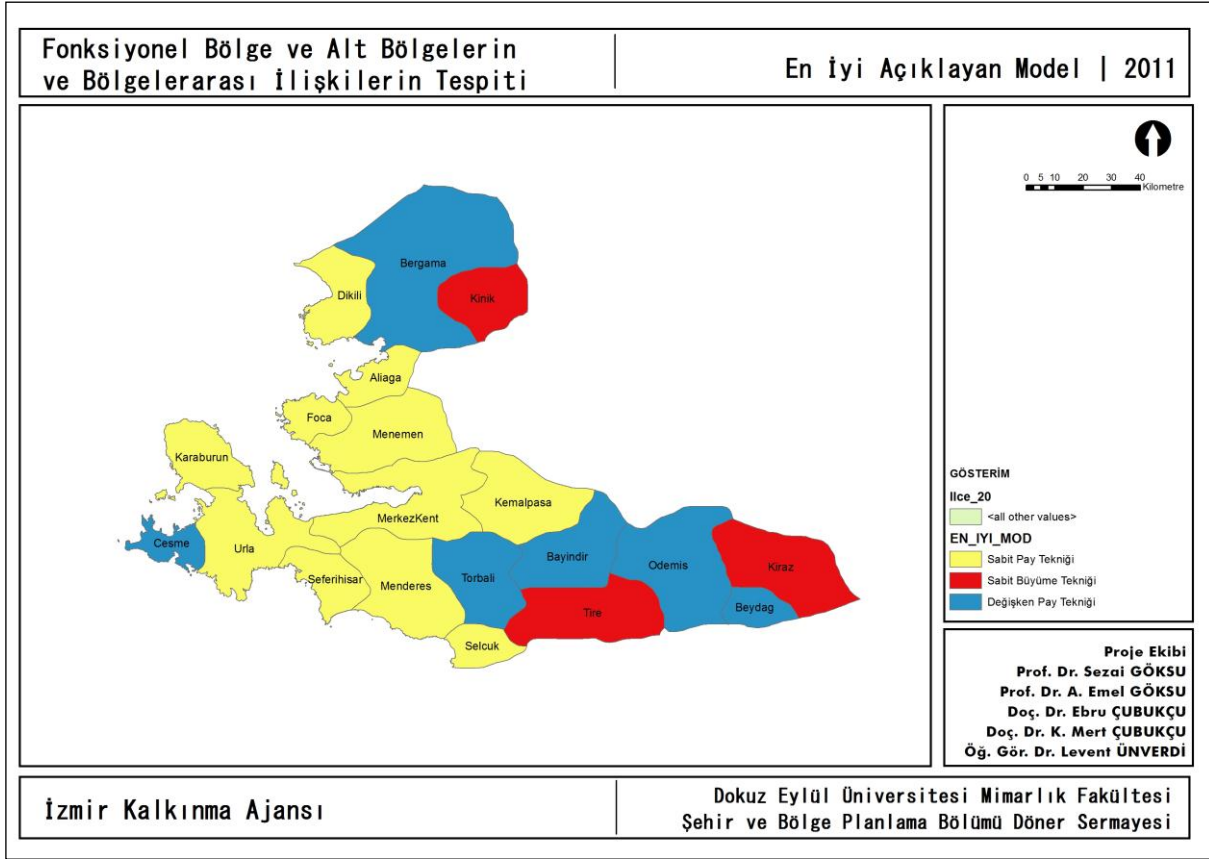 Fonksiyonel Bölge ve Alt Bölgelerin
ve Bölgelerarası İlişkilerin Tespiti
En İyi Açıklayan Model | 2011
0 5 10 20 30 40
Kilometre
Bergama
Dikili
Kinik
Aliaga
Foca
Menemen
Karaburun
Kemalpasa
MerkezKent
Cesme
Urla
Seferihisar
Menderes
Torbali
Bayindir
Odemis
Kiraz
Tire
Beydag
Selcuk
GÖSTERİM
Ilce_20
<all other values>
EN_IYI_MOD
Sabit Pay Tekniği
Sabit Büyüme Tekniği
Değişken Pay Tekniği
Proje Ekibi
Prof. Dr. Sezai GÖKSU
Prof. Dr. A. Emel GÖKSU
Doç. Dr. Ebru ÇUBUKÇU
Doç. Dr. K. Mert ÇUBUKÇU
Öğ. Gör. Dr. Levent ÜNVERDİ
İzmir Kalkınma Ajansı
Dokuz Eylül Üniversitesi Mimarlık Fakültesi
Şehir ve Bölge Planlama Bölümü Döner Sermayesi